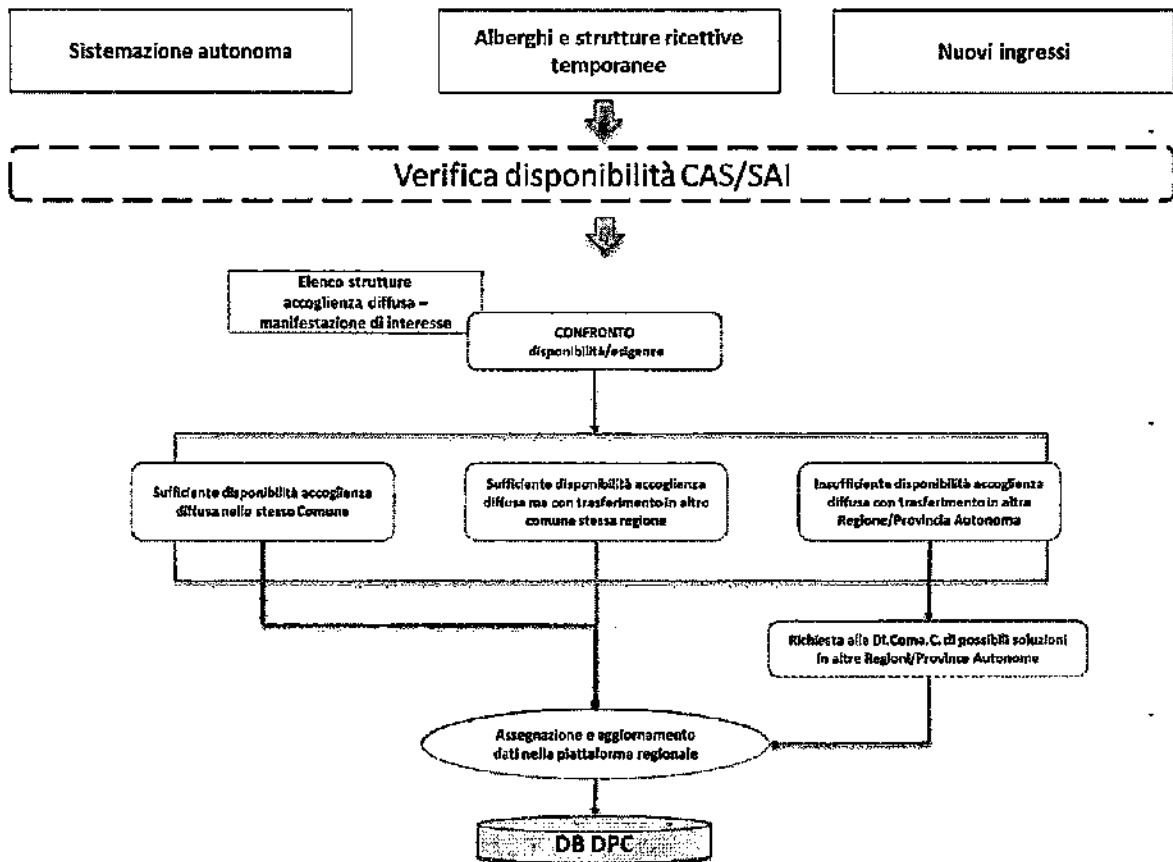 Sistemazione autonoma
Alberghi e strutture ricettive
temporanee
Nuovi ingressi
Verifica disponibilità CAS/SAI
Elenco strutture
accoglienza diffusa –
manifestazione di interesse
CONFRONTO
disponibilità/esigenze
Sufficiente disponibilità accoglienza
diffusa nello stesso Comune
Sufficiente disponibilità accoglienza
diffusa ma con trasferimento in altro
comune stessa regione
Insufficiente disponibilità accoglienza
diffusa con trasferimento in altra
Regione/Provincia Autonoma
Richiesta alla Di.Coma.C. di possibili soluzioni
in altre Regioni/Province Autonome
Assegnazione e aggiornamento
dati nella piattaforma regionale
DB DPC